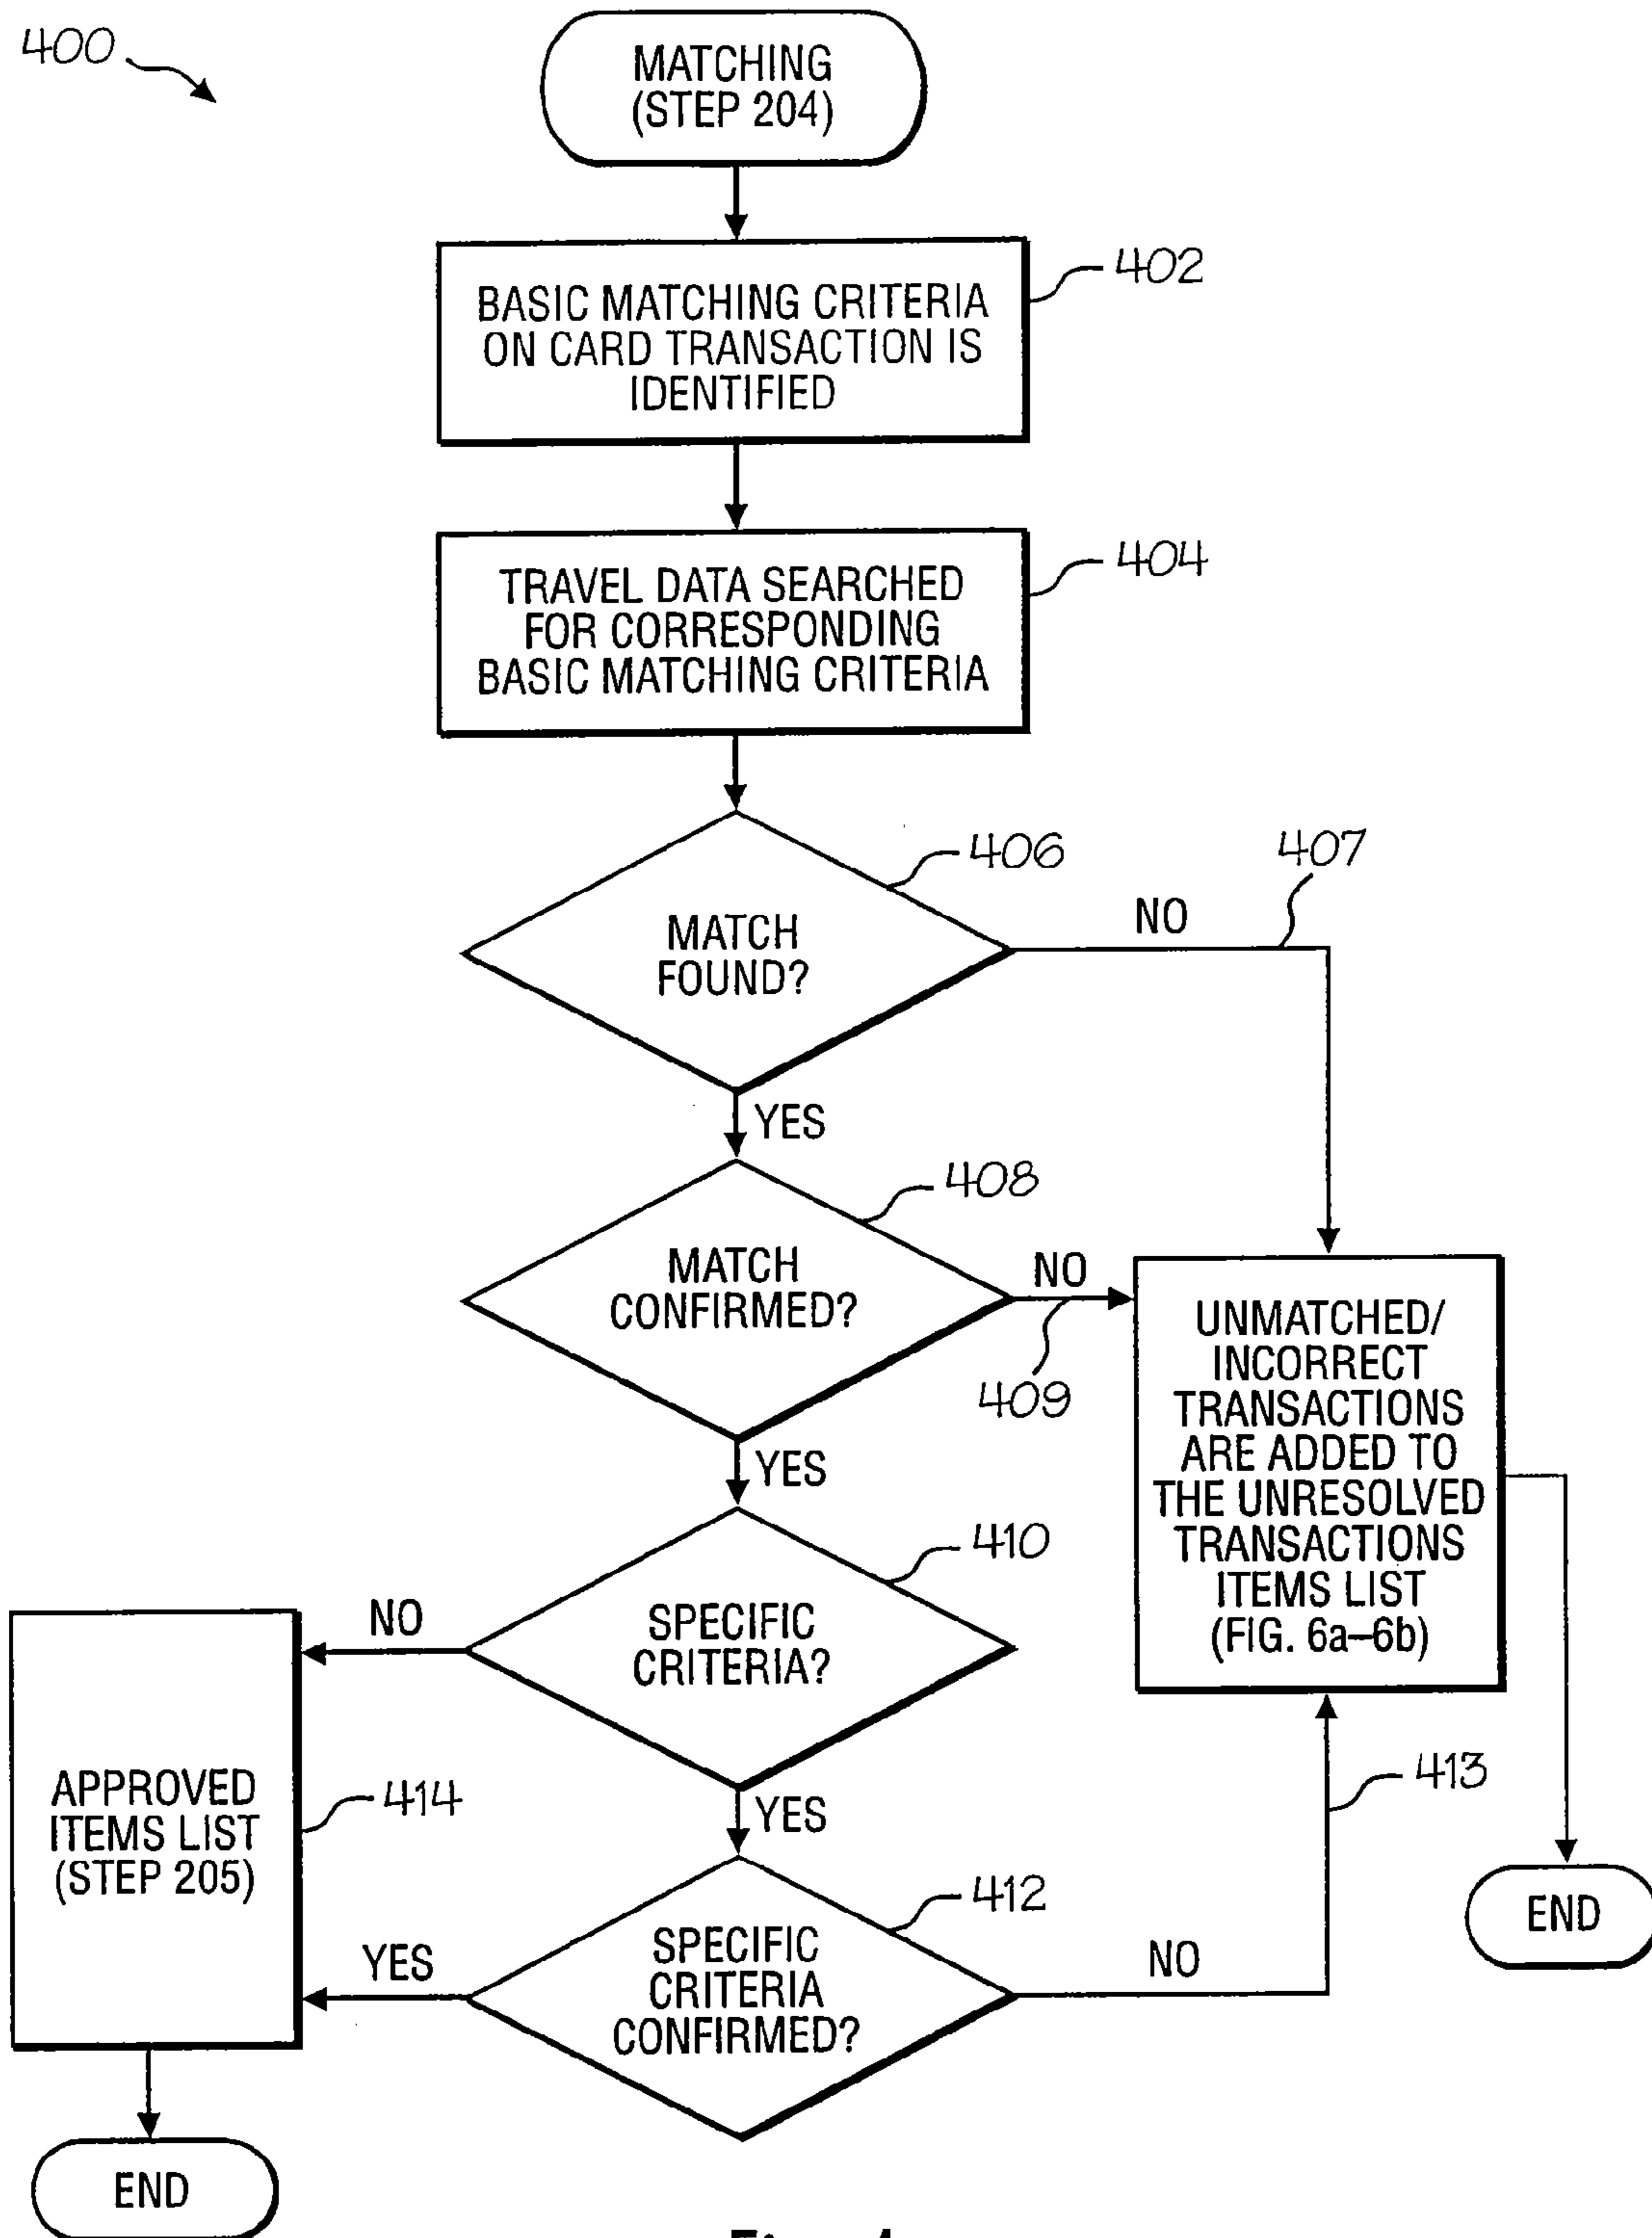 400
MATCHING
(STEP 204)
402
BASIC MATCHING CRITERIA
ON CARD TRANSACTION IS
IDENTIFIED
404
TRAVEL DATA SEARCHED
FOR CORRESPONDING
BASIC MATCHING CRITERIA
406
407
NO
MATCH
FOUND?
YES
408
MATCH
CONFIRMED?
NO
409
UNMATCHED/
INCORRECT
TRANSACTIONS
ARE ADDED TO
THE UNRESOLVED
TRANSACTIONS
ITEMS LIST
(FIG. 6a–6b)
YES
410
NO
SPECIFIC
CRITERIA?
413
APPROVED
ITEMS LIST
(STEP 205)
414
YES
412
YES
SPECIFIC
CRITERIA
CONFIRMED?
NO
END
END